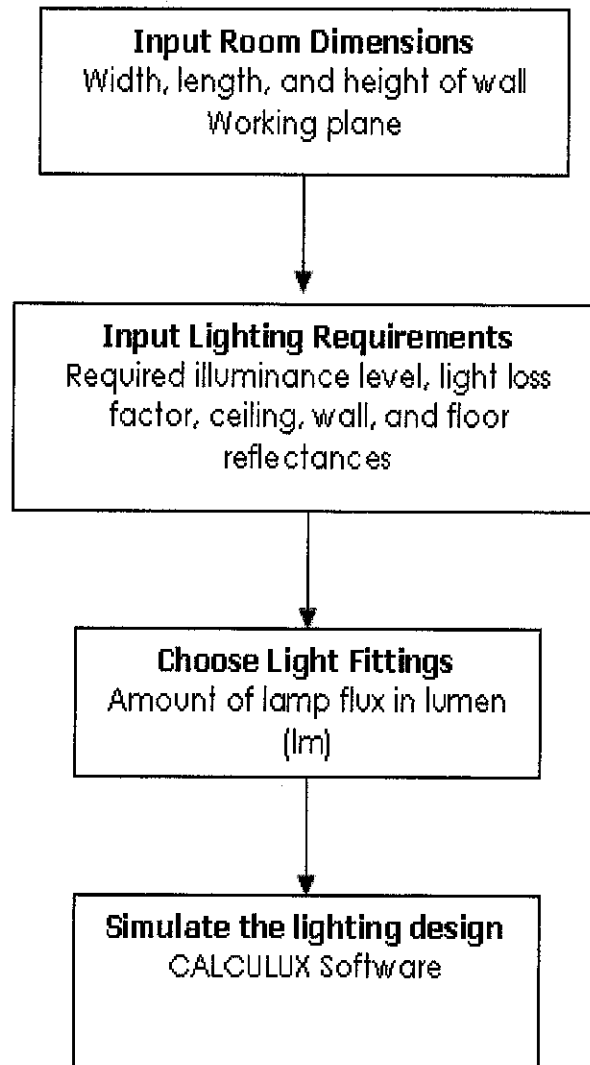 Input Room Dimensions
Width, length, and height of wall
Working plane
Input Lighting Requirements
Required illuminance level, light loss
factor, ceiling, wall, and floor
reflectances
Choose Light Fittings
Amount of lamp flux in lumen
(lm)
Simulate the lighting design
CALCULUX Software